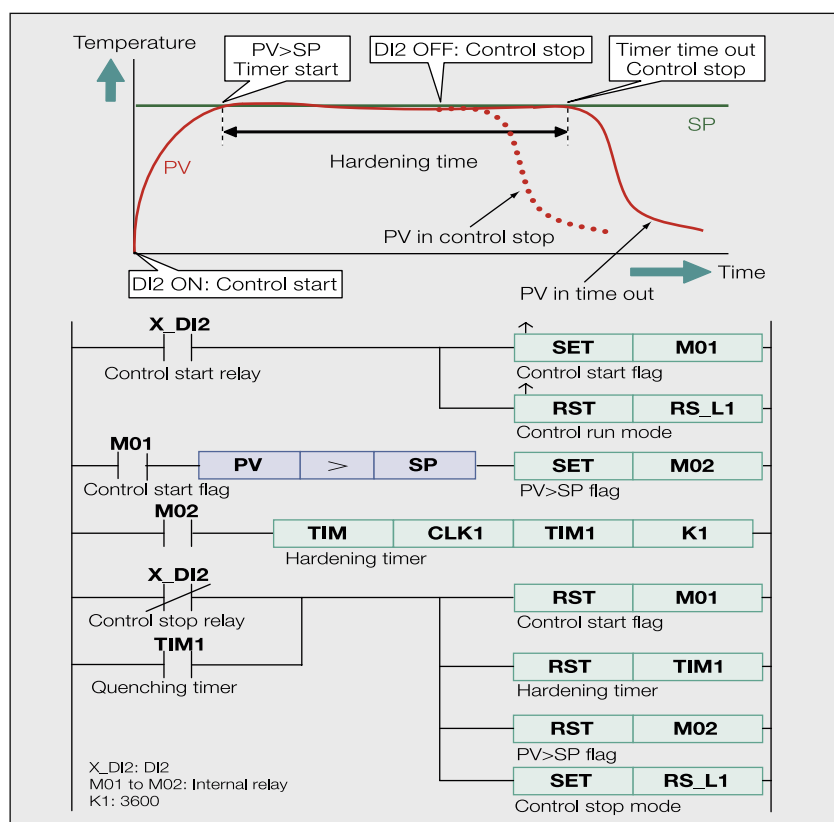 Temperature
PV>SP
Timer start
DI2 OFF: Control stop
Timer time out
Control stop
SP
PV
Hardening time
PV in control stop
DI2 ON: Control start
Time
PV in time out
X_DI2
Control start relay
SET M01
Control start flag
RST RS_L1
Control run mode
M01
Control start flag
PV > SP
SET M02
PV>SP flag
M02
TIM CLK1 TIM1 K1
Hardening timer
X_DI2
Control stop relay
RST M01
Control start flag
TIM1
Quenching timer
RST TIM1
Hardening timer
RST M02
PV>SP flag
SET RS_L1
Control stop mode
X_DI2: DI2
M01 to M02: Internal relay
K1: 3600